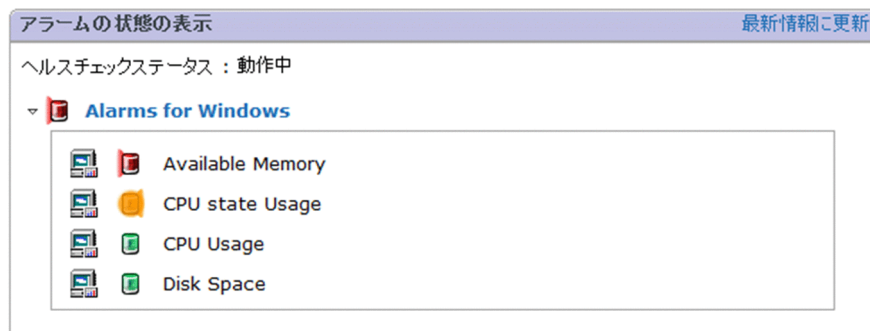 アラームの状態の表示 最新情報に更新
ヘルスチェックステータス : 動作中
Alarms for Windows
Available Memory
CPU state Usage
CPU Usage
Disk Space